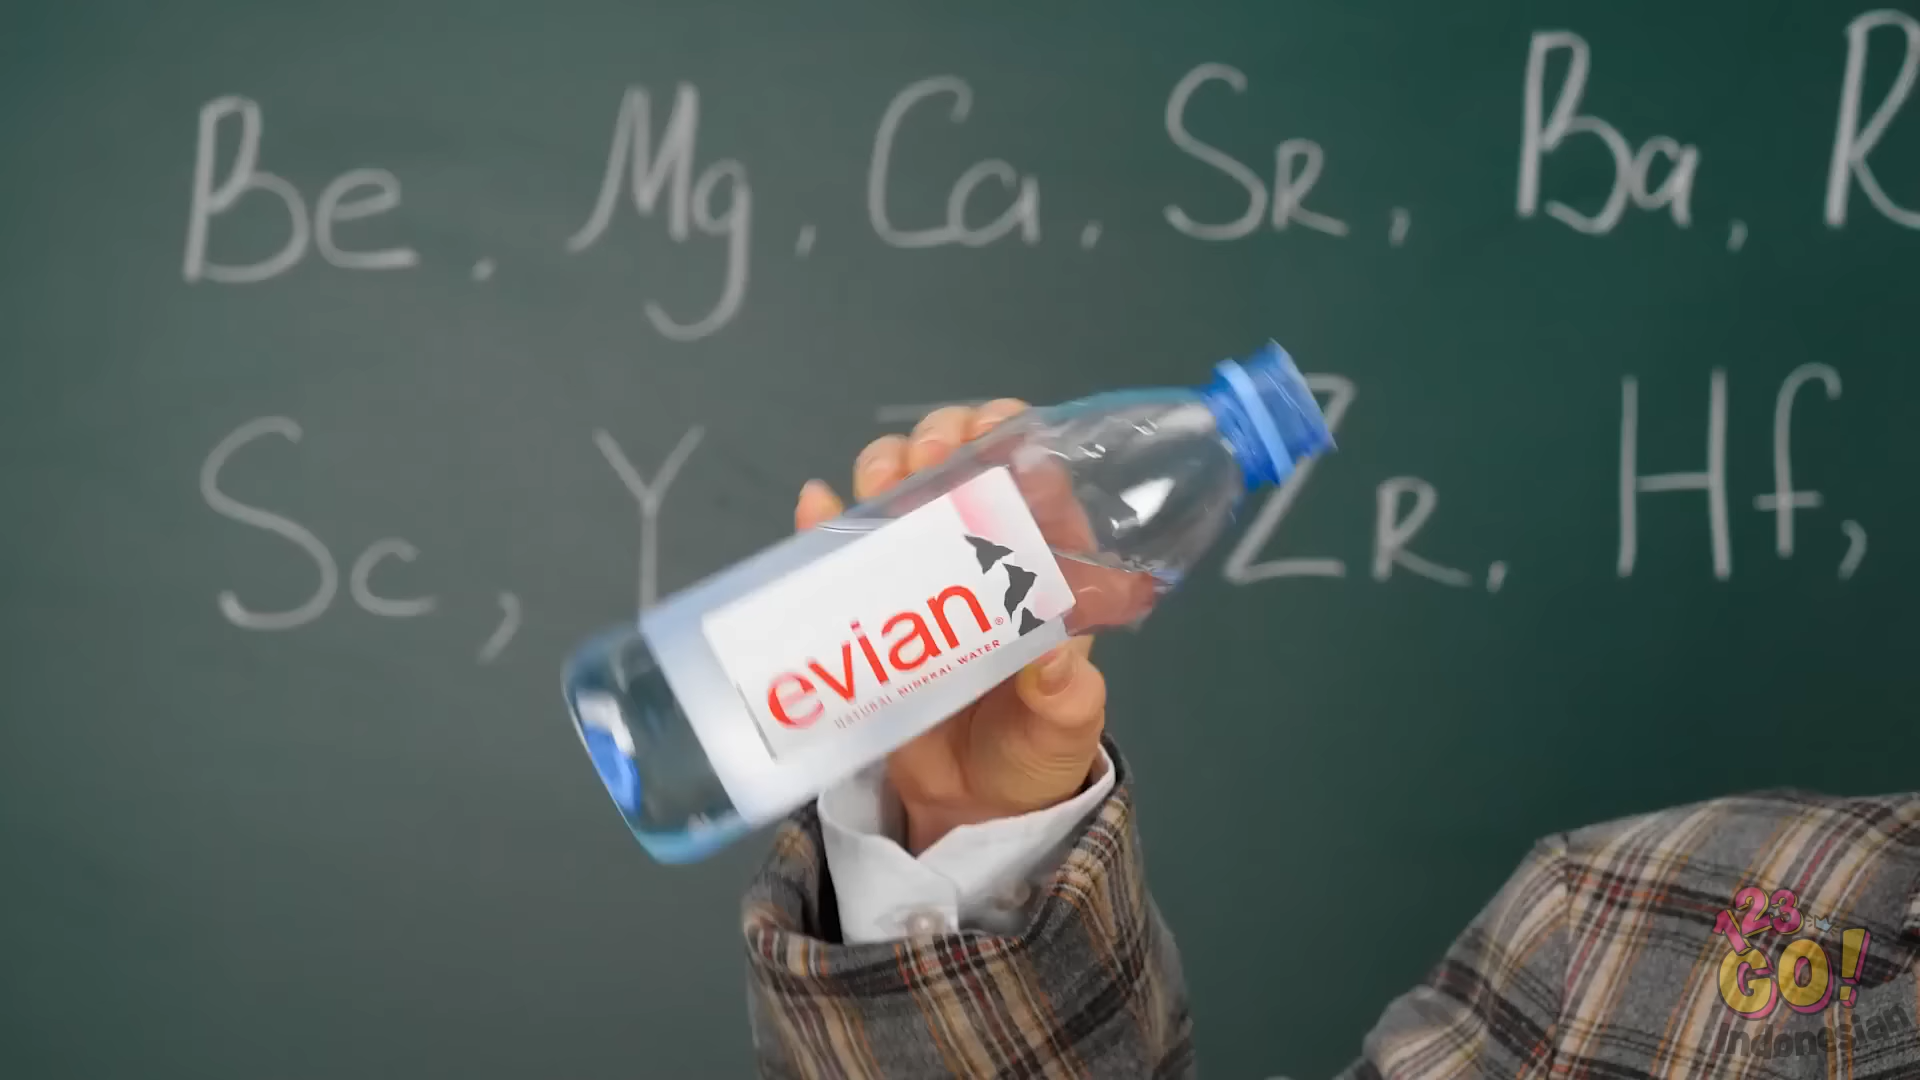 Be, Mg, Ca, SR, Ba, R
Sc, Y ZR, Hf,
evian®
NATURAL MINERAL WATER
123
GO!
Indonesian